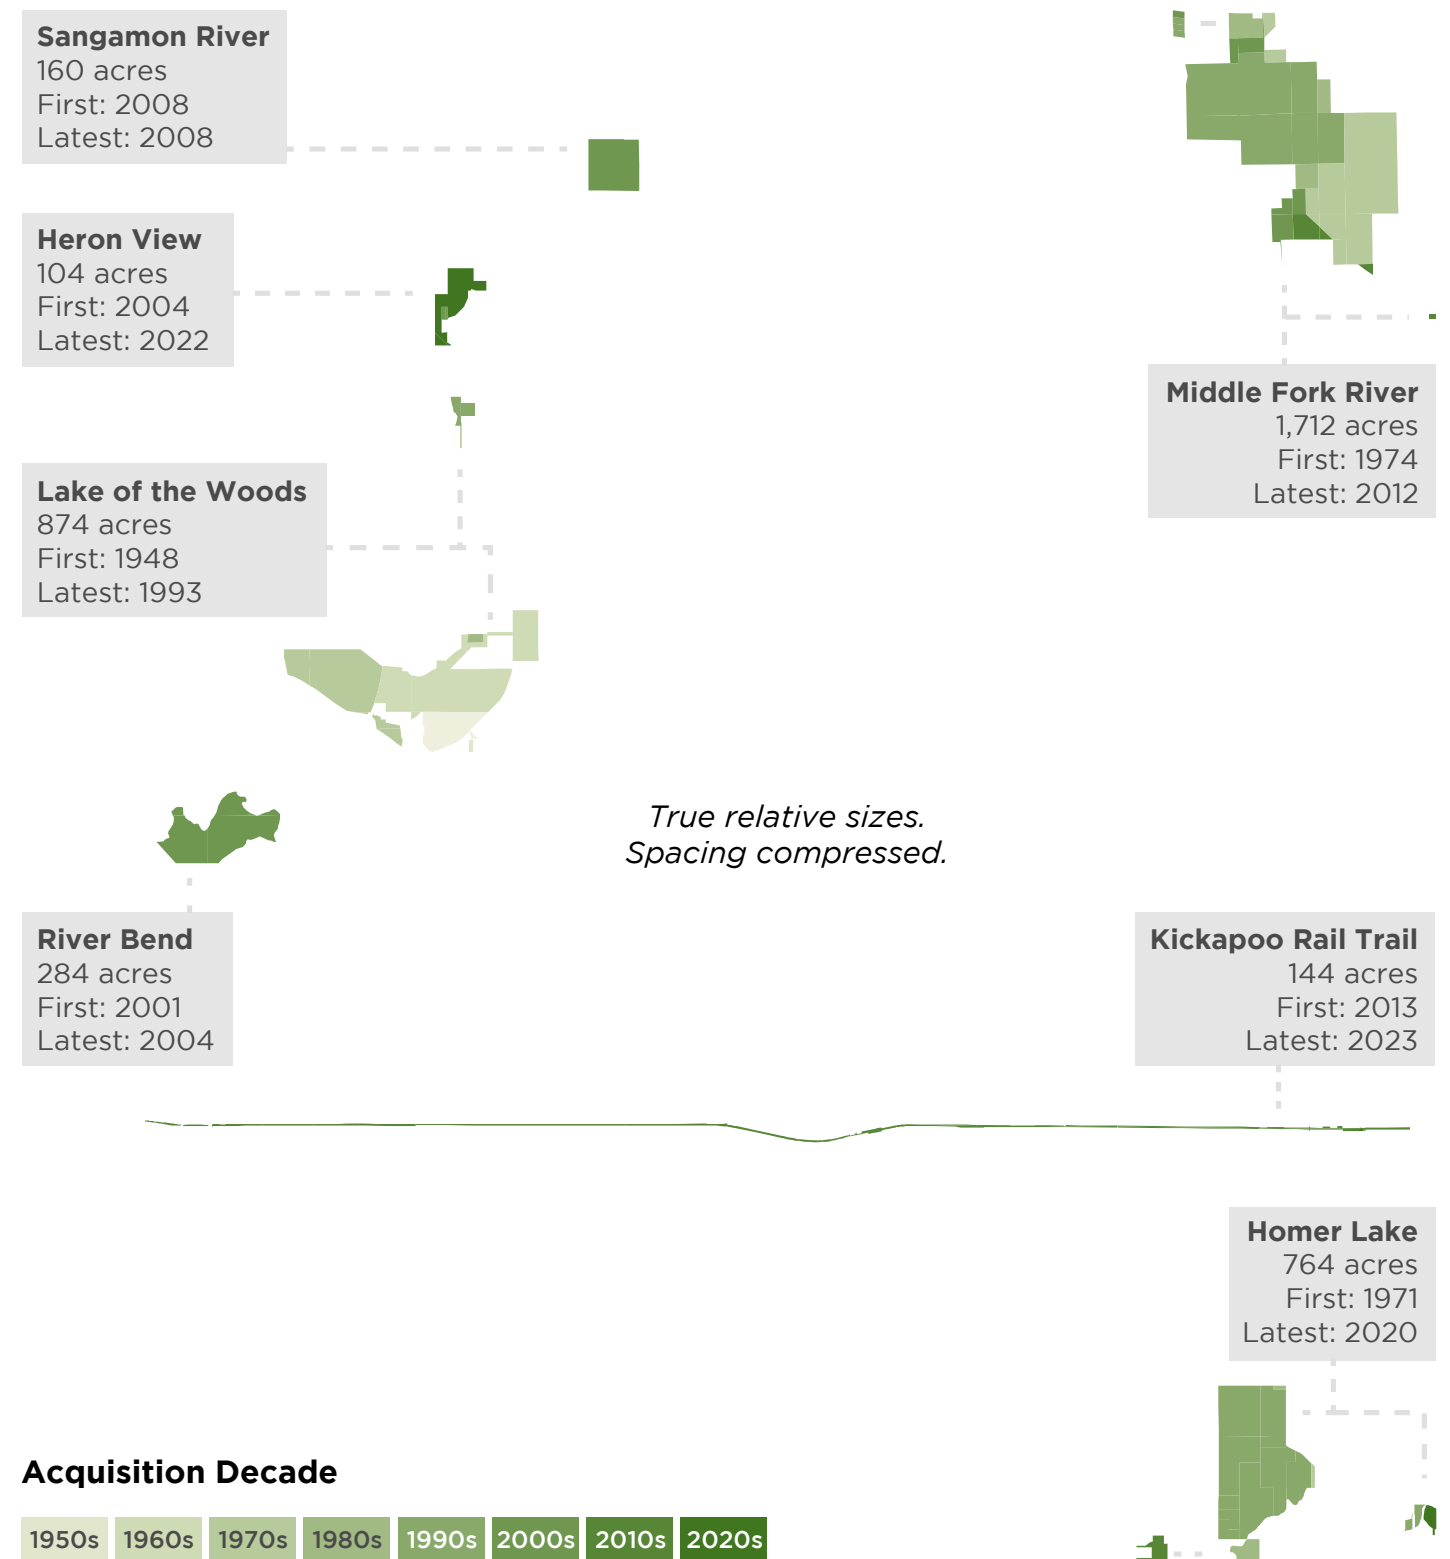 Sangamon River
160 acres
First: 2008
Latest: 2008
Heron View
104 acres
First: 2004
Latest: 2022
Middle Fork River
1,712 acres
First: 1974
Latest: 2012
Lake of the Woods
874 acres
First: 1948
Latest: 1993
True relative sizes.
Spacing compressed.
River Bend
284 acres
First: 2001
Latest: 2004
Kickapoo Rail Trail
144 acres
First: 2013
Latest: 2023
Homer Lake
764 acres
First: 1971
Latest: 2020
Acquisition Decade
1950s 1960s 1970s 1980s 1990s 2000s 2010s 2020s